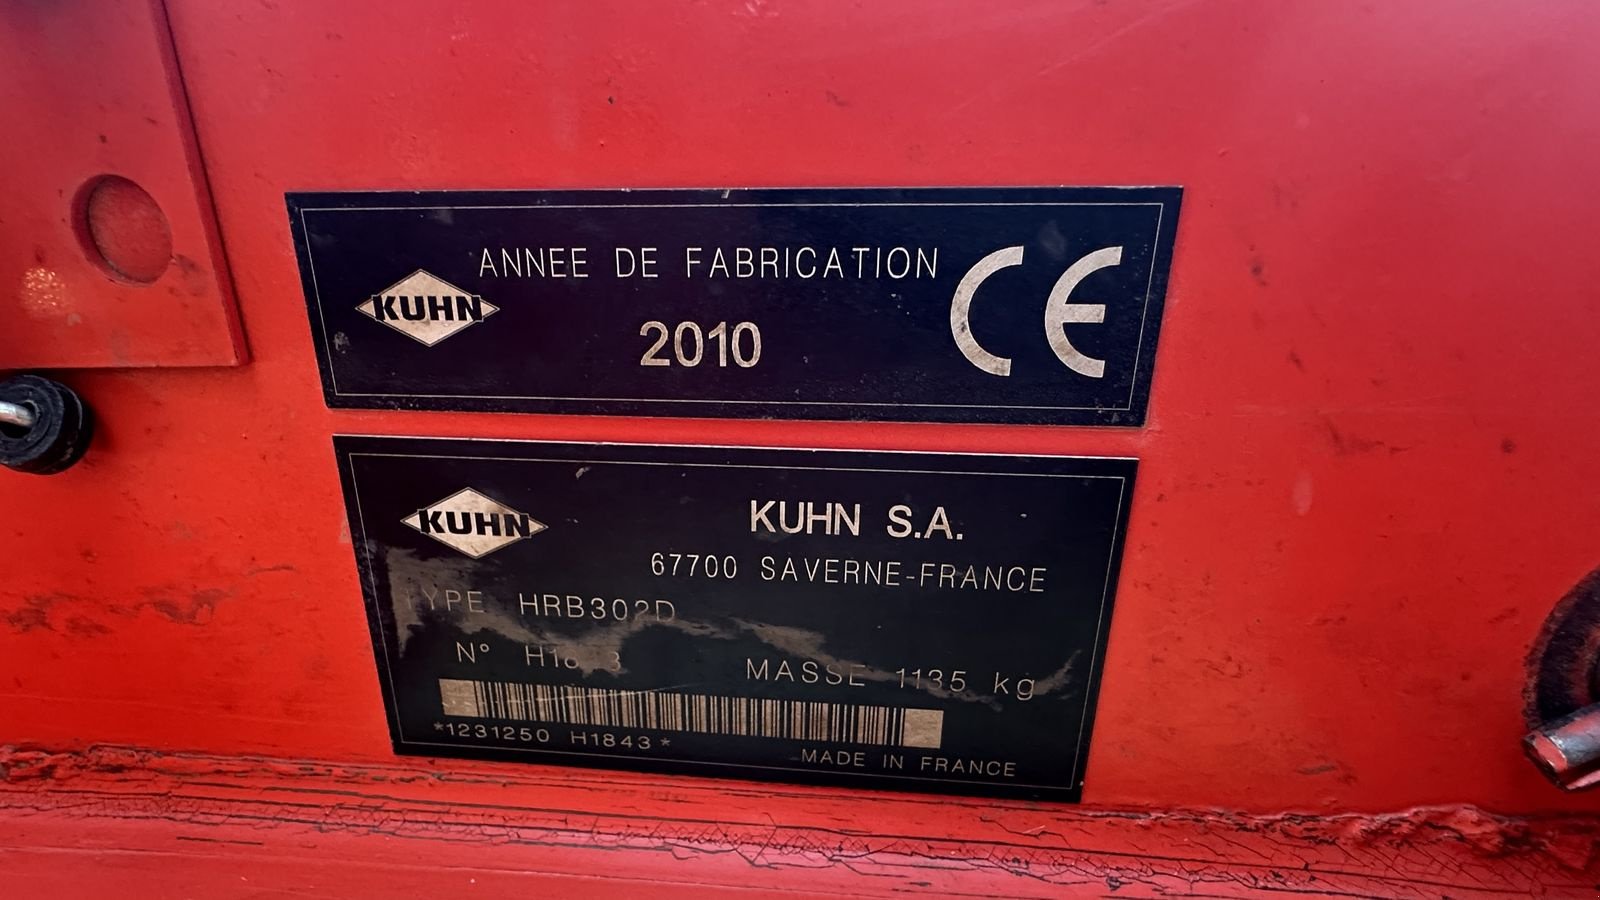 ANNEE DE FABRICATION
KUHN
2010
CE
KUHN
KUHN S.A.
67700 SAVERNE-FRANCE
TYPE HRB302D
N° MASSE 1135 kg
*1231250 H1843*
MADE IN FRANCE